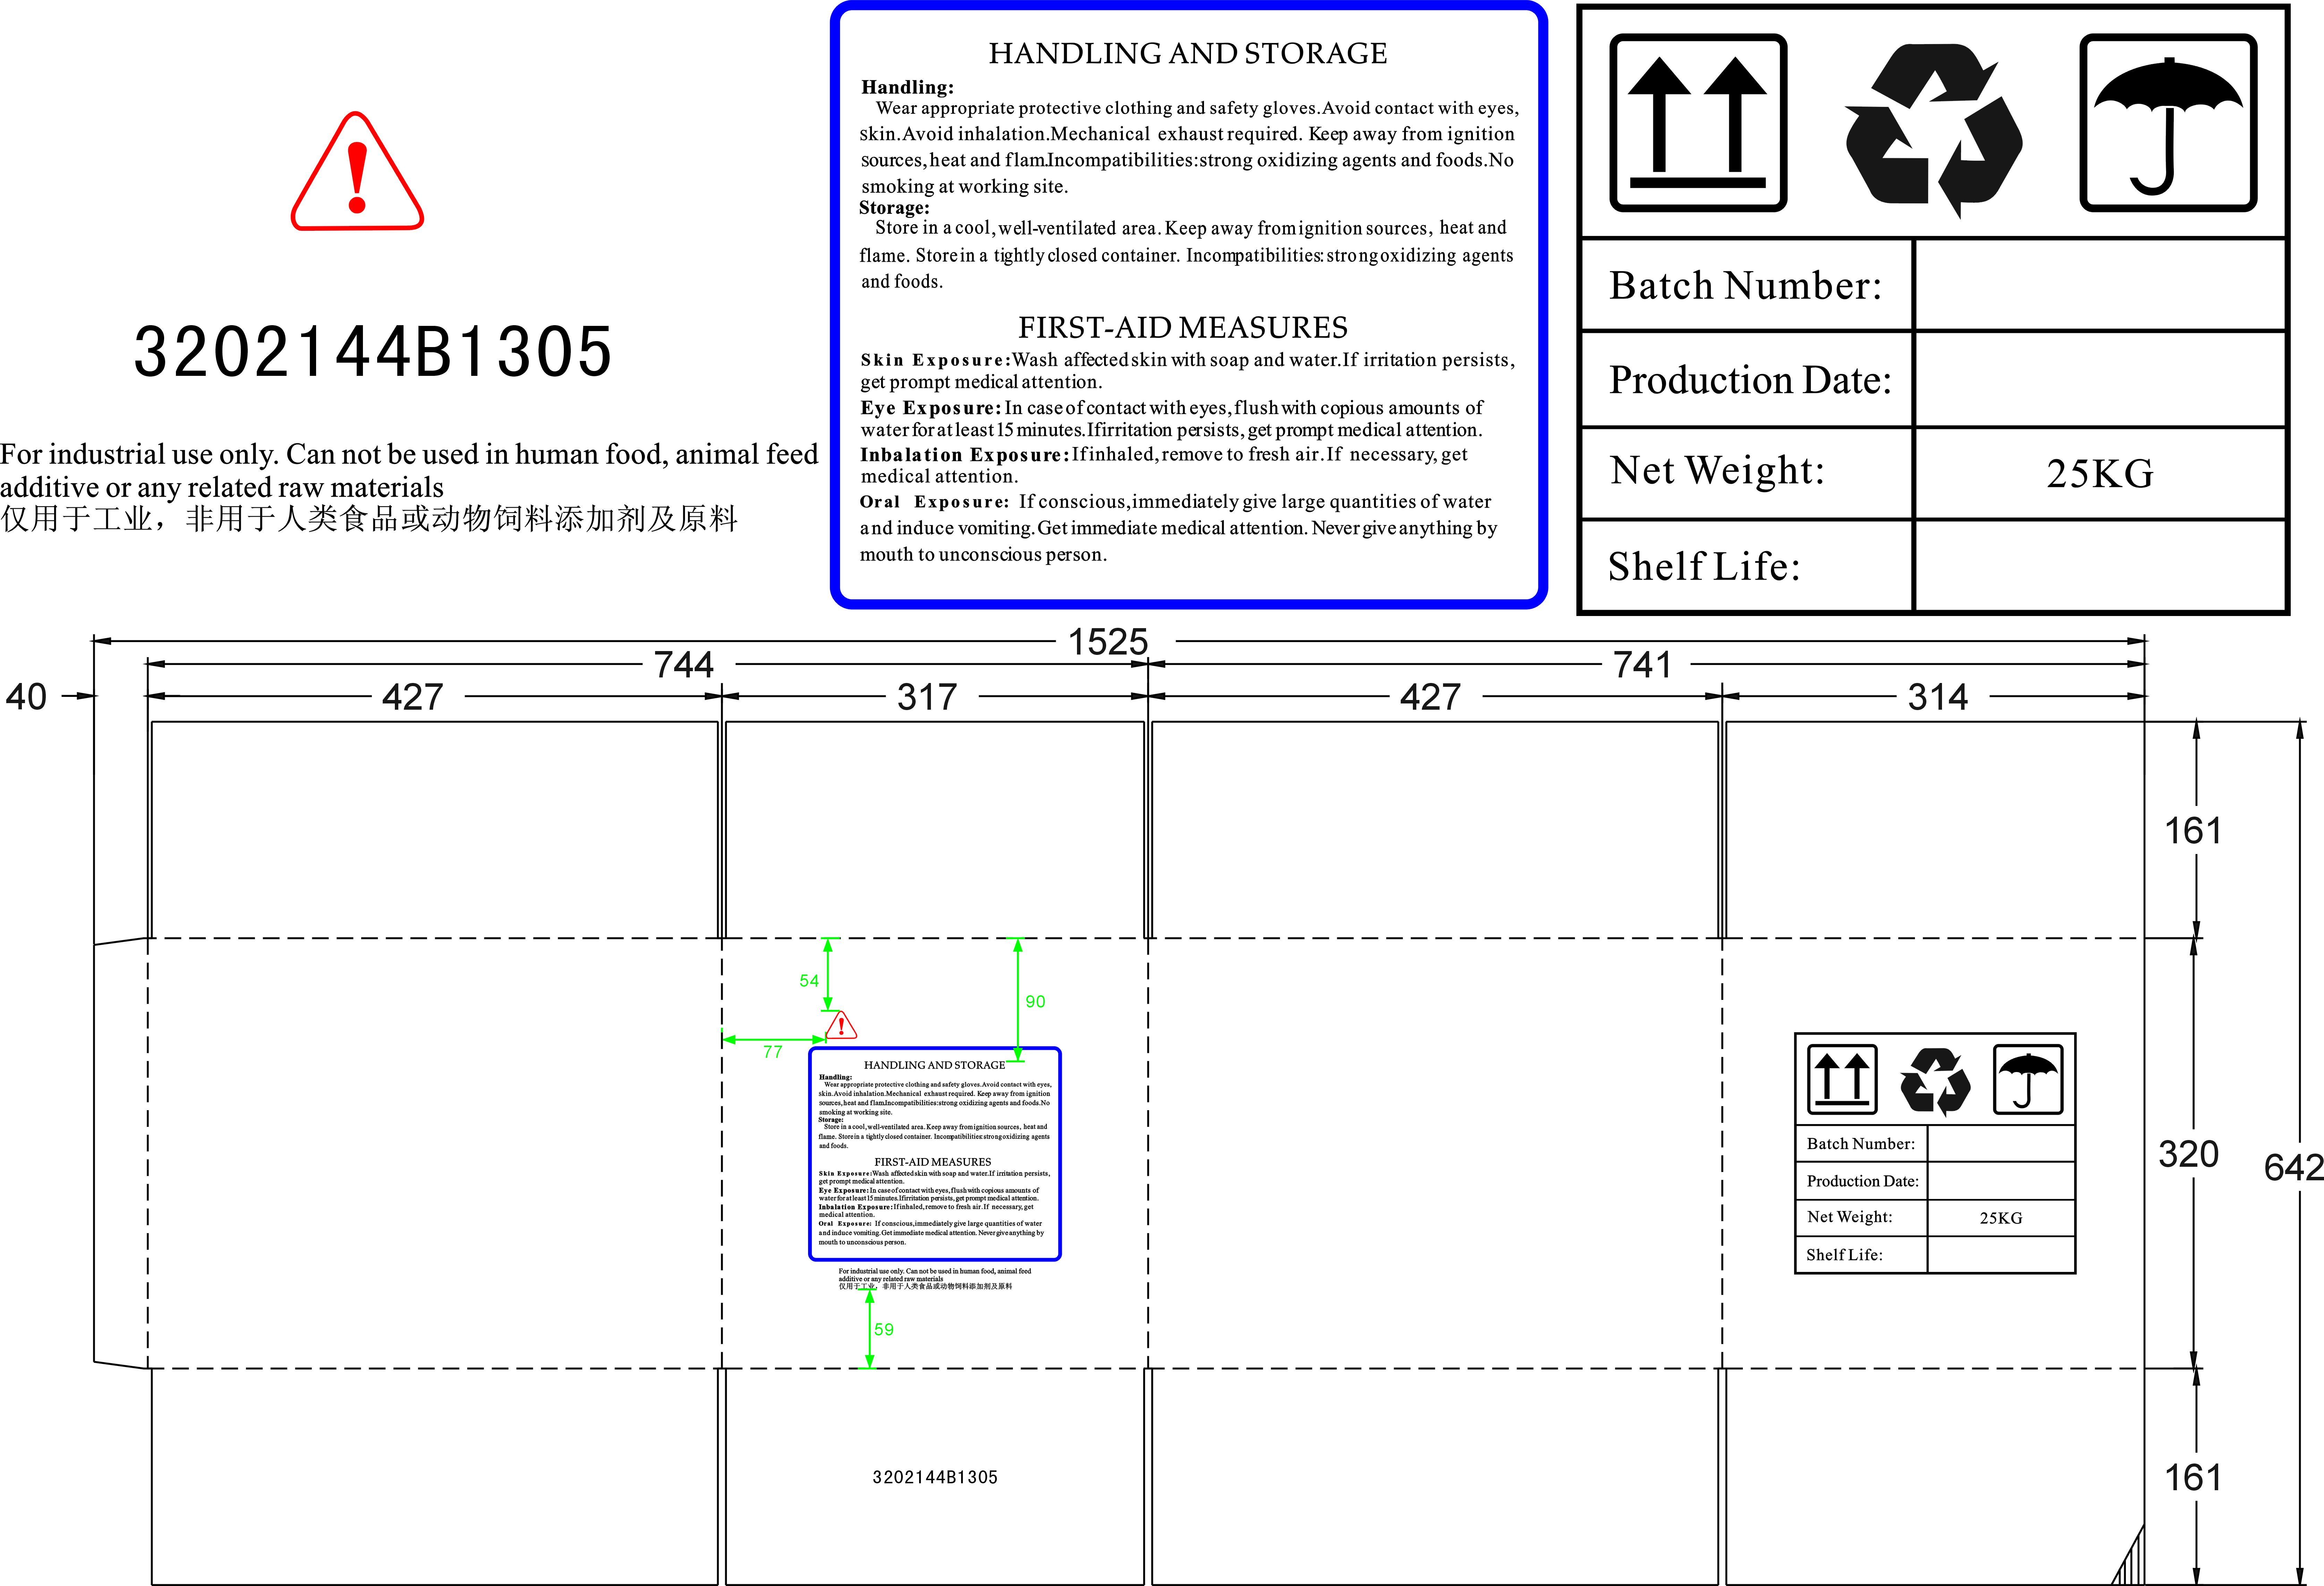 HANDLING AND STORAGE
Handling:
Wear appropriate protective clothing and safety gloves.Avoid contact with eyes,
skin.Avoid inhalation.Mechanical exhaust required. Keep away from ignition
sources,heat and flam.Incompatibilities:strong oxidizing agents and foods.No
smoking at working site.
Storage:
Store in a cool,well-ventilated area.Keep away from ignition sources, heat and
flame. Store in a tightly closed container. Incompatibilities:strong oxidizing agents
and foods.
FIRST-AID MEASURES
Skin Exposure:Wash affected skin with soap and water.If irritation persists,
get prompt medical attention.
Eye Exposure:In case of contact with eyes,flush with copious amounts of
water for at least 15 minutes.If irritation persists,get prompt medical attention.
Inbalation Exposure:If inhaled,remove to fresh air.If necessary,get
medical attention.
Oral Exposure: If conscious,immediately give large quantities of water
and induce vomiting.Get immediate medical attention. Never give anything by
mouth to unconscious person.
3202144B1305
For industrial use only. Can not be used in human food, animal feed
additive or any related raw materials
仅用于工业，非用于人类食品或动物饲料添加剂及原料
Batch Number:
Production Date:
Net Weight: 25KG
Shelf Life:
1525
744 741
40 427 317 427 314
161
54
90
77
HANDLING AND STORAGE
Handling:
Wear appropriate protective clothing and safety gloves.Avoid contact with eyes,
skin.Avoid inhalation.Mechanical exhaust required. Keep away from ignition
sources,heat and flam.Incompatibilities:strong oxidizing agents and foods.No
smoking at working site.
Storage:
Store in a cool,well-ventilated area.Keep away from ignition sources, heat and
flame. Store in a tightly closed container. Incompatibilities:strong oxidizing agents
and foods.
FIRST-AID MEASURES
Skin Exposure:Wash affected skin with soap and water.If irritation persists,
get prompt medical attention.
Eye Exposure:In case of contact with eyes,flush with copious amounts of
water for at least 15 minutes.If irritation persists,get prompt medical attention.
Inbalation Exposure:If inhaled,remove to fresh air.If necessary,get
medical attention.
Oral Exposure: If conscious,immediately give large quantities of water
and induce vomiting.Get immediate medical attention. Never give anything by
mouth to unconscious person.
For industrial use only. Can not be used in human food, animal feed
additive or any related raw materials
仅用于工业，非用于人类食品或动物饲料添加剂及原料
59
Batch Number:
Production Date:
Net Weight: 25KG
Shelf Life:
320
642
3202144B1305
161